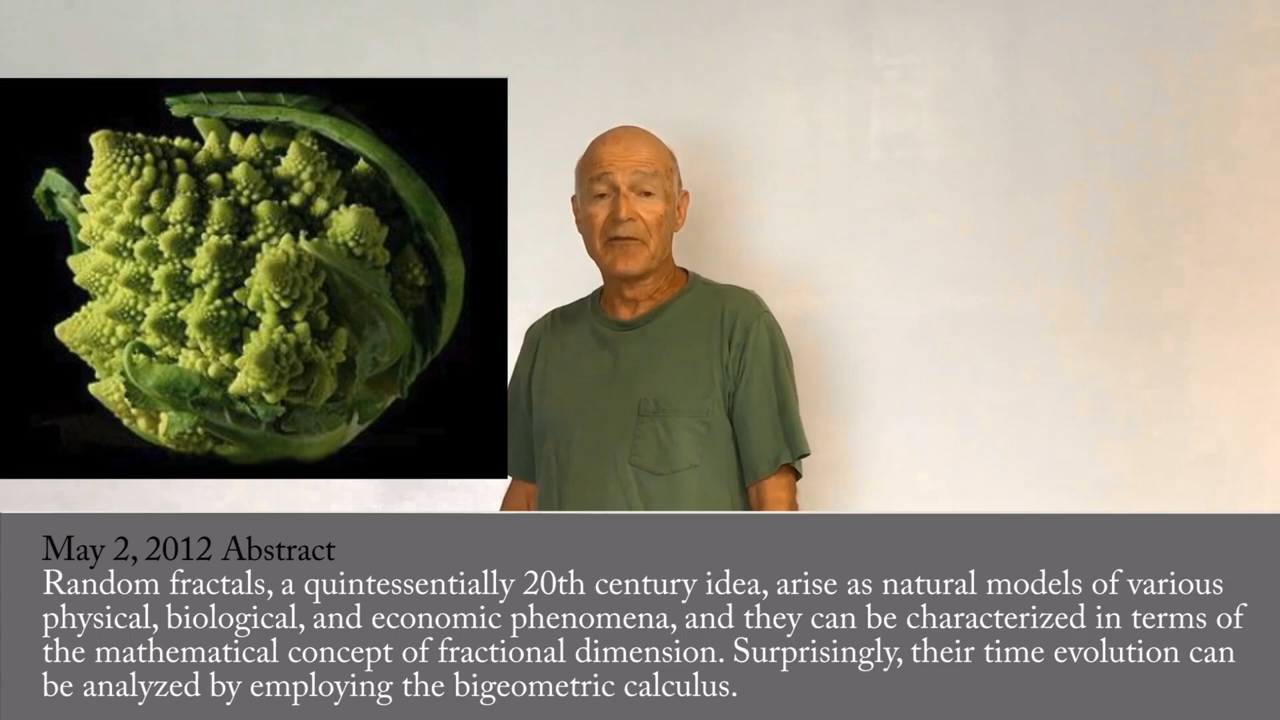 May 2, 2012 Abstract
Random fractals, a quintessentially 20th century idea, arise as natural models of various
physical, biological, and economic phenomena, and they can be characterized in terms of
the mathematical concept of fractional dimension. Surprisingly, their time evolution can
be analyzed by employing the bigeometric calculus.